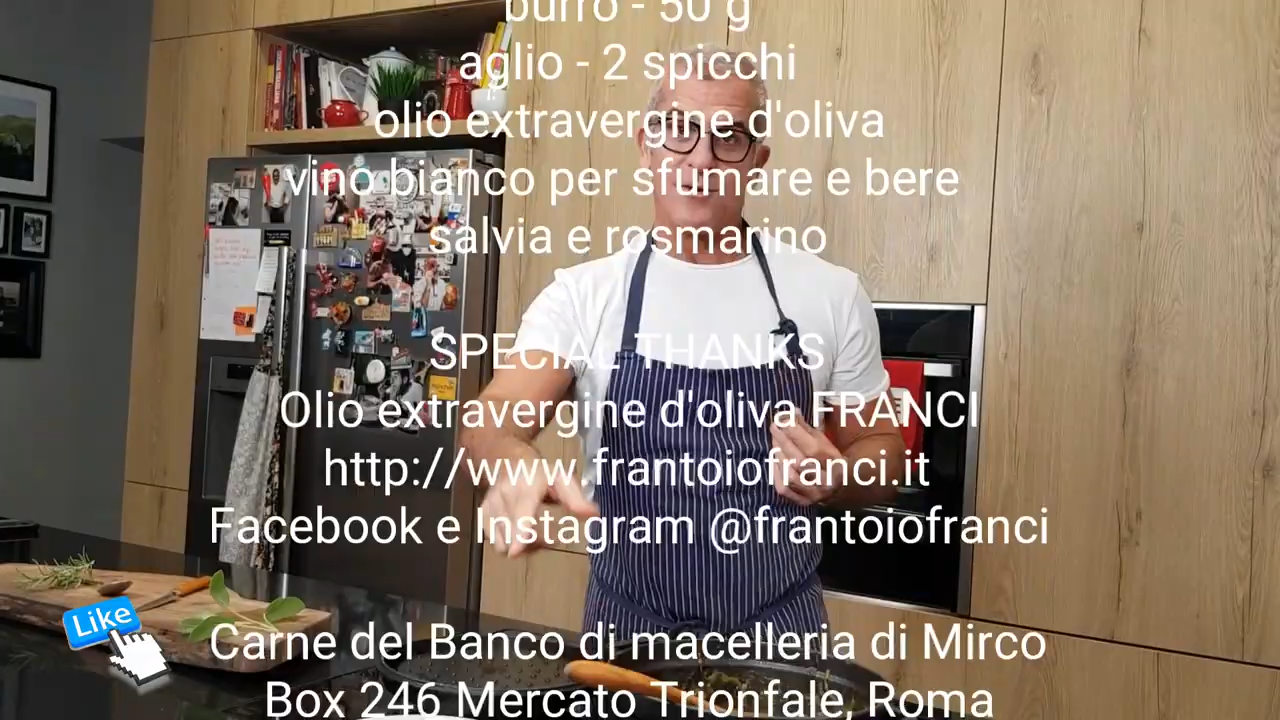 burro - 50 g
aglio - 2 spicchi
olio extravergine d'oliva
vino bianco per sfumare e bere
salvia e rosmarino
SPECIAL THANKS
Olio extravergine d'oliva FRANCI
http://www.frantoiofranci.it
Facebook e Instagram @frantoiofranci
Like
Carne del Banco di macelleria di Mirco
Box 246 Mercato Trionfale, Roma